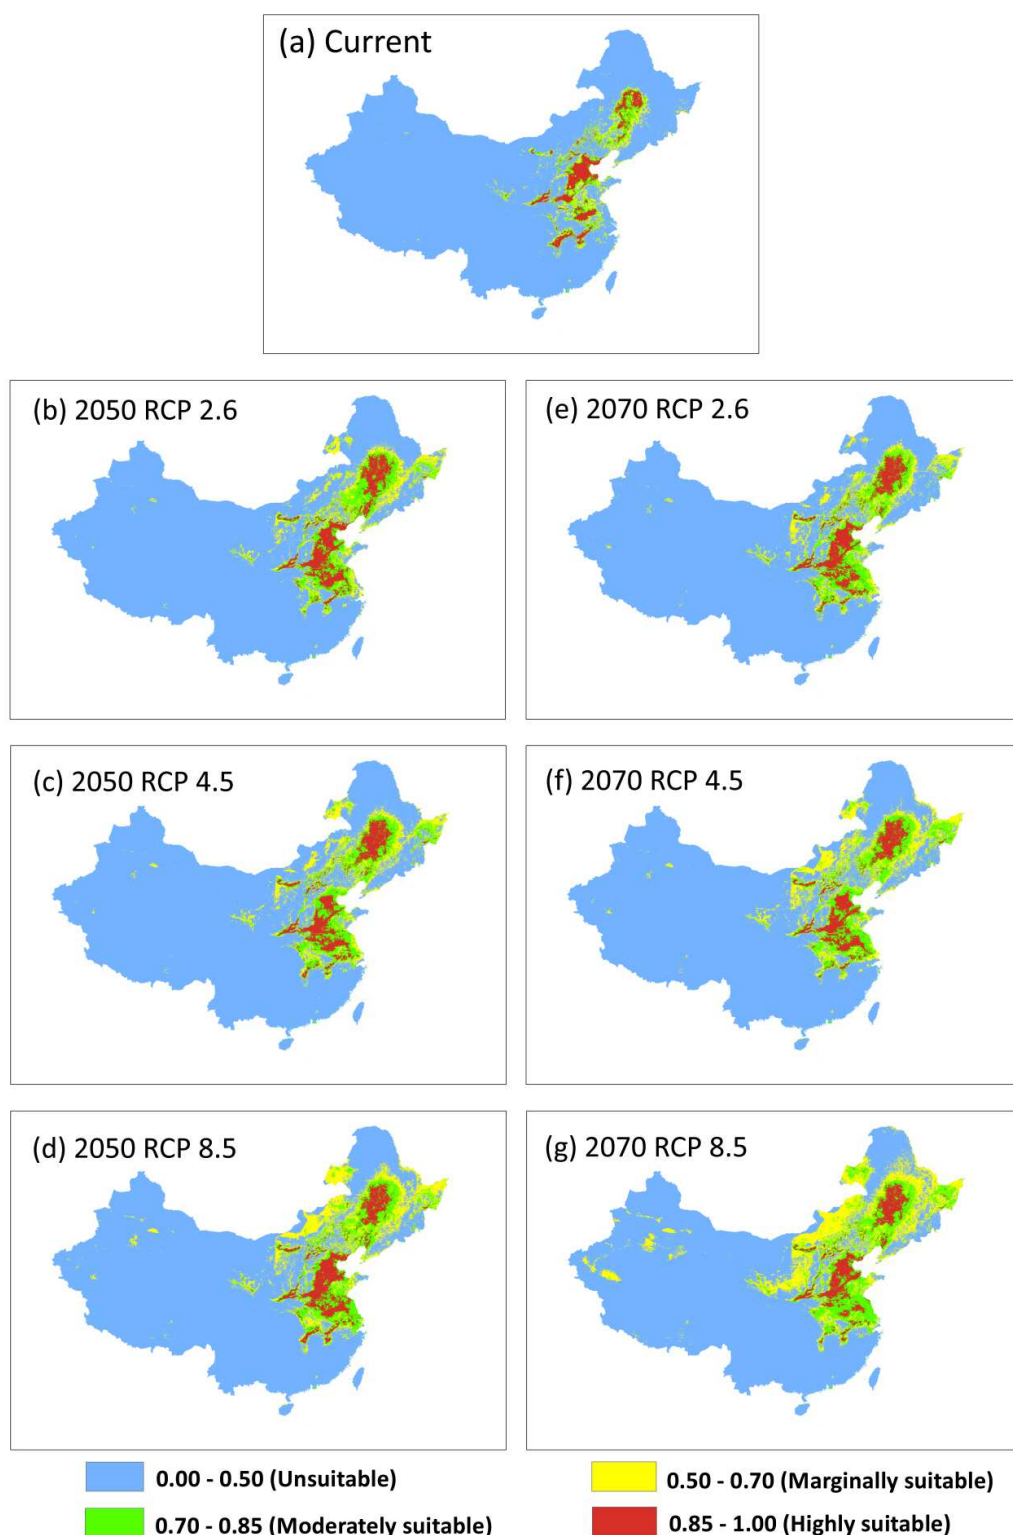 (a) Current
(b) 2050 RCP 2.6
(e) 2070 RCP 2.6
(c) 2050 RCP 4.5
(f) 2070 RCP 4.5
(d) 2050 RCP 8.5
(g) 2070 RCP 8.5
0.00 - 0.50 (Unsuitable)
0.50 - 0.70 (Marginally suitable)
0.70 - 0.85 (Moderately suitable)
0.85 - 1.00 (Highly suitable)